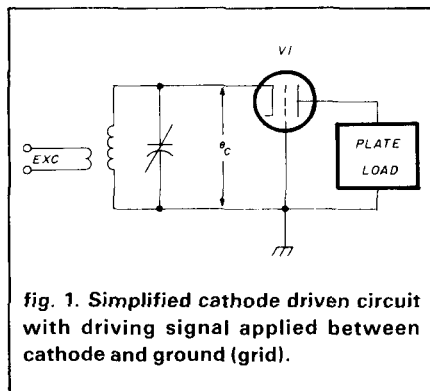 V1
EXC
e_C
PLATE
LOAD
fig. 1. Simplified cathode driven circuit
with driving signal applied between
cathode and ground (grid).